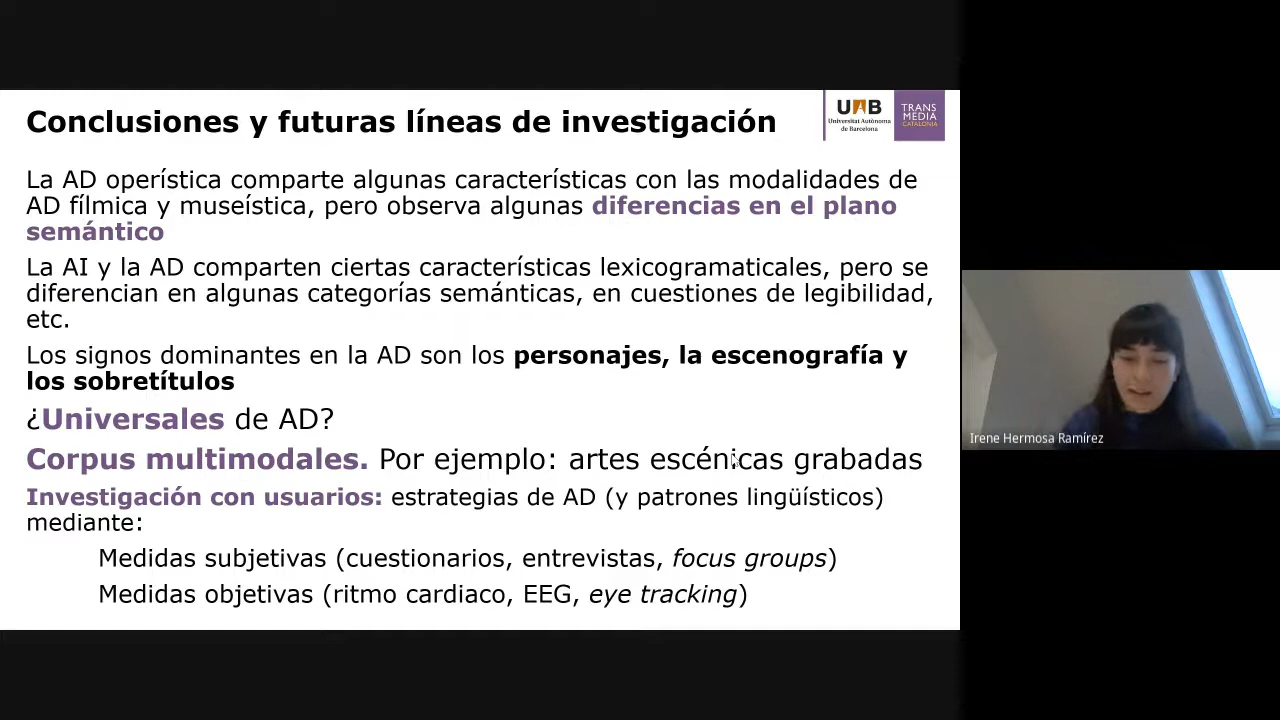 Conclusiones y futuras líneas de investigación
UAB
Universitat Autònoma
de Barcelona
TRANS
MEDIA
CATALONIA
La AD operística comparte algunas características con las modalidades de
AD fílmica y museística, pero observa algunas diferencias en el plano
semántico
La AI y la AD comparten ciertas características lexicogramaticales, pero se
diferencian en algunas categorías semánticas, en cuestiones de legibilidad,
etc.
Los signos dominantes en la AD son los personajes, la escenografía y
los sobretítulos
¿Universales de AD?
Corpus multimodales. Por ejemplo: artes escénicas grabadas
Investigación con usuarios: estrategias de AD (y patrones lingüísticos)
mediante:
Medidas subjetivas (cuestionarios, entrevistas, focus groups)
Medidas objetivas (ritmo cardiaco, EEG, eye tracking)
Irene Hermosa Ramírez